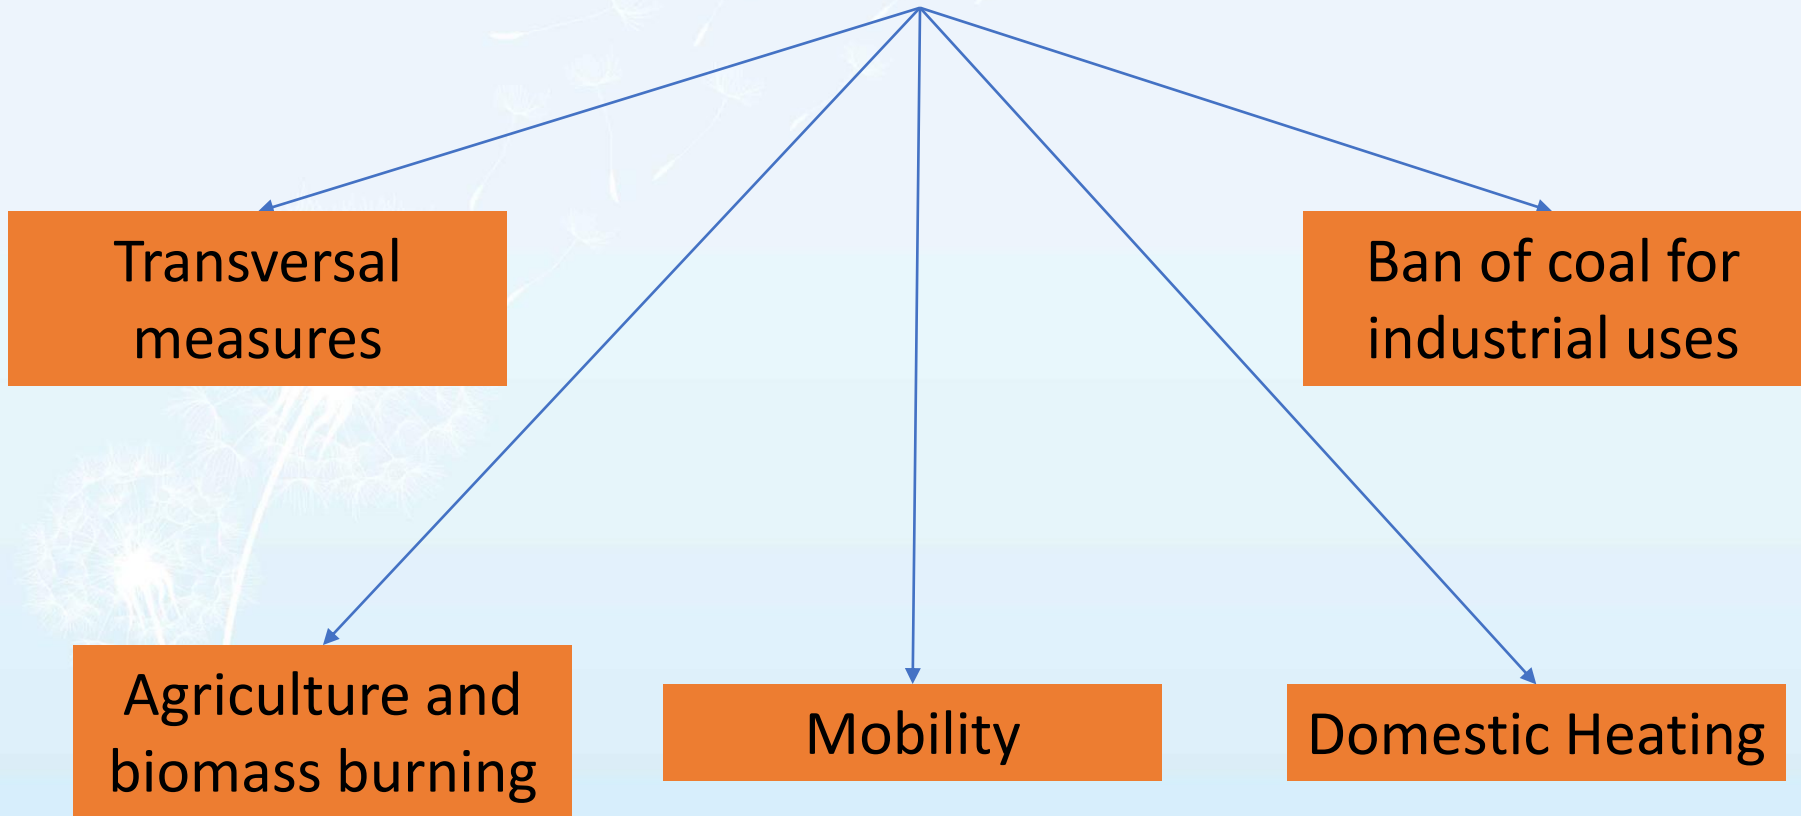 Transversal
measures
Ban of coal for
industrial uses
Agriculture and
biomass burning
Mobility
Domestic Heating